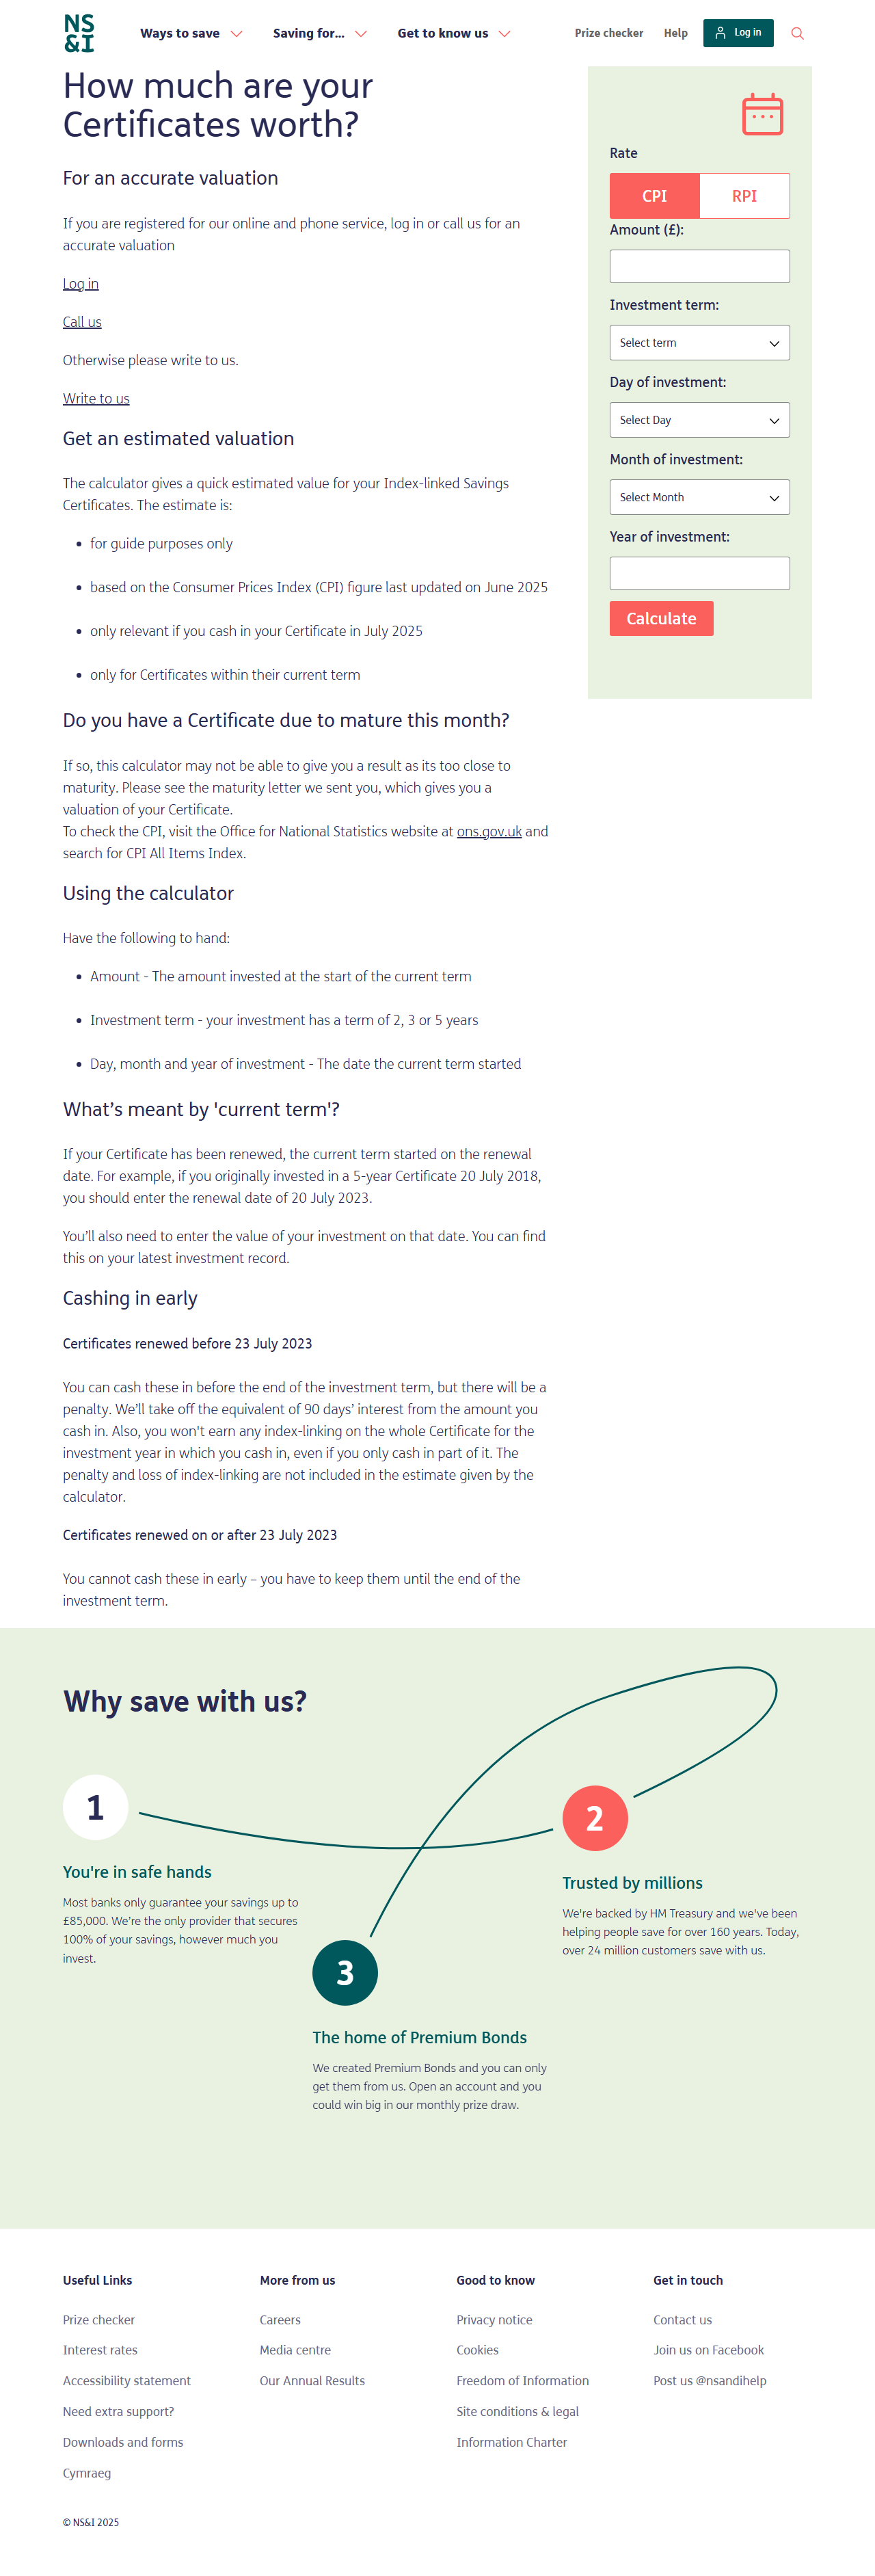 NS
&I
Ways to save
Saving for...
Get to know us
Prize checker
Help
Log in
How much are your
Certificates worth?
For an accurate valuation
If you are registered for our online and phone service, log in or call us for an
accurate valuation
Log in
Call us
Otherwise please write to us.
Write to us
Get an estimated valuation
The calculator gives a quick estimated value for your Index-linked Savings
Certificates. The estimate is:
• for guide purposes only
• based on the Consumer Prices Index (CPI) figure last updated on June 2025
• only relevant if you cash in your Certificate in July 2025
• only for Certificates within their current term
Do you have a Certificate due to mature this month?
If so, this calculator may not be able to give you a result as its too close to
maturity. Please see the maturity letter we sent you, which gives you a
valuation of your Certificate.
To check the CPI, visit the Office for National Statistics website at ons.gov.uk and
search for CPI All Items Index.
Using the calculator
Have the following to hand:
• Amount - The amount invested at the start of the current term
• Investment term - your investment has a term of 2, 3 or 5 years
• Day, month and year of investment - The date the current term started
What’s meant by 'current term'?
If your Certificate has been renewed, the current term started on the renewal
date. For example, if you originally invested in a 5-year Certificate 20 July 2018,
you should enter the renewal date of 20 July 2023.
You’ll also need to enter the value of your investment on that date. You can find
this on your latest investment record.
Cashing in early
Certificates renewed before 23 July 2023
You can cash these in before the end of the investment term, but there will be a
penalty. We’ll take off the equivalent of 90 days’ interest from the amount you
cash in. Also, you won't earn any index-linking on the whole Certificate for the
investment year in which you cash in, even if you only cash in part of it. The
penalty and loss of index-linking are not included in the estimate given by the
calculator.
Certificates renewed on or after 23 July 2023
You cannot cash these in early – you have to keep them until the end of the
investment term.
Rate
CPI
RPI
Amount (£):
Investment term:
Select term
Day of investment:
Select Day
Month of investment:
Select Month
Year of investment:
Calculate
Why save with us?
1
You're in safe hands
Most banks only guarantee your savings up to
£85,000. We're the only provider that secures
100% of your savings, however much you
invest.
2
Trusted by millions
We're backed by HM Treasury and we've been
helping people save for over 160 years. Today,
over 24 million customers save with us.
3
The home of Premium Bonds
We created Premium Bonds and you can only
get them from us. Open an account and you
could win big in our monthly prize draw.
Useful Links
Prize checker
Interest rates
Accessibility statement
Need extra support?
Downloads and forms
Cymraeg
More from us
Careers
Media centre
Our Annual Results
Good to know
Privacy notice
Cookies
Freedom of Information
Site conditions & legal
Information Charter
Get in touch
Contact us
Join us on Facebook
Post us @nsandihelp
© NS&I 2025